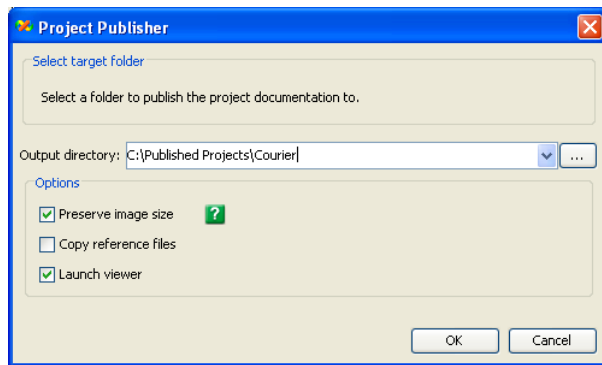 Project Publisher
Select target folder
Select a folder to publish the project documentation to.
Output directory: C:\Published Projects\Courier ...
Options
Preserve image size ?
Copy reference files
Launch viewer
OK Cancel